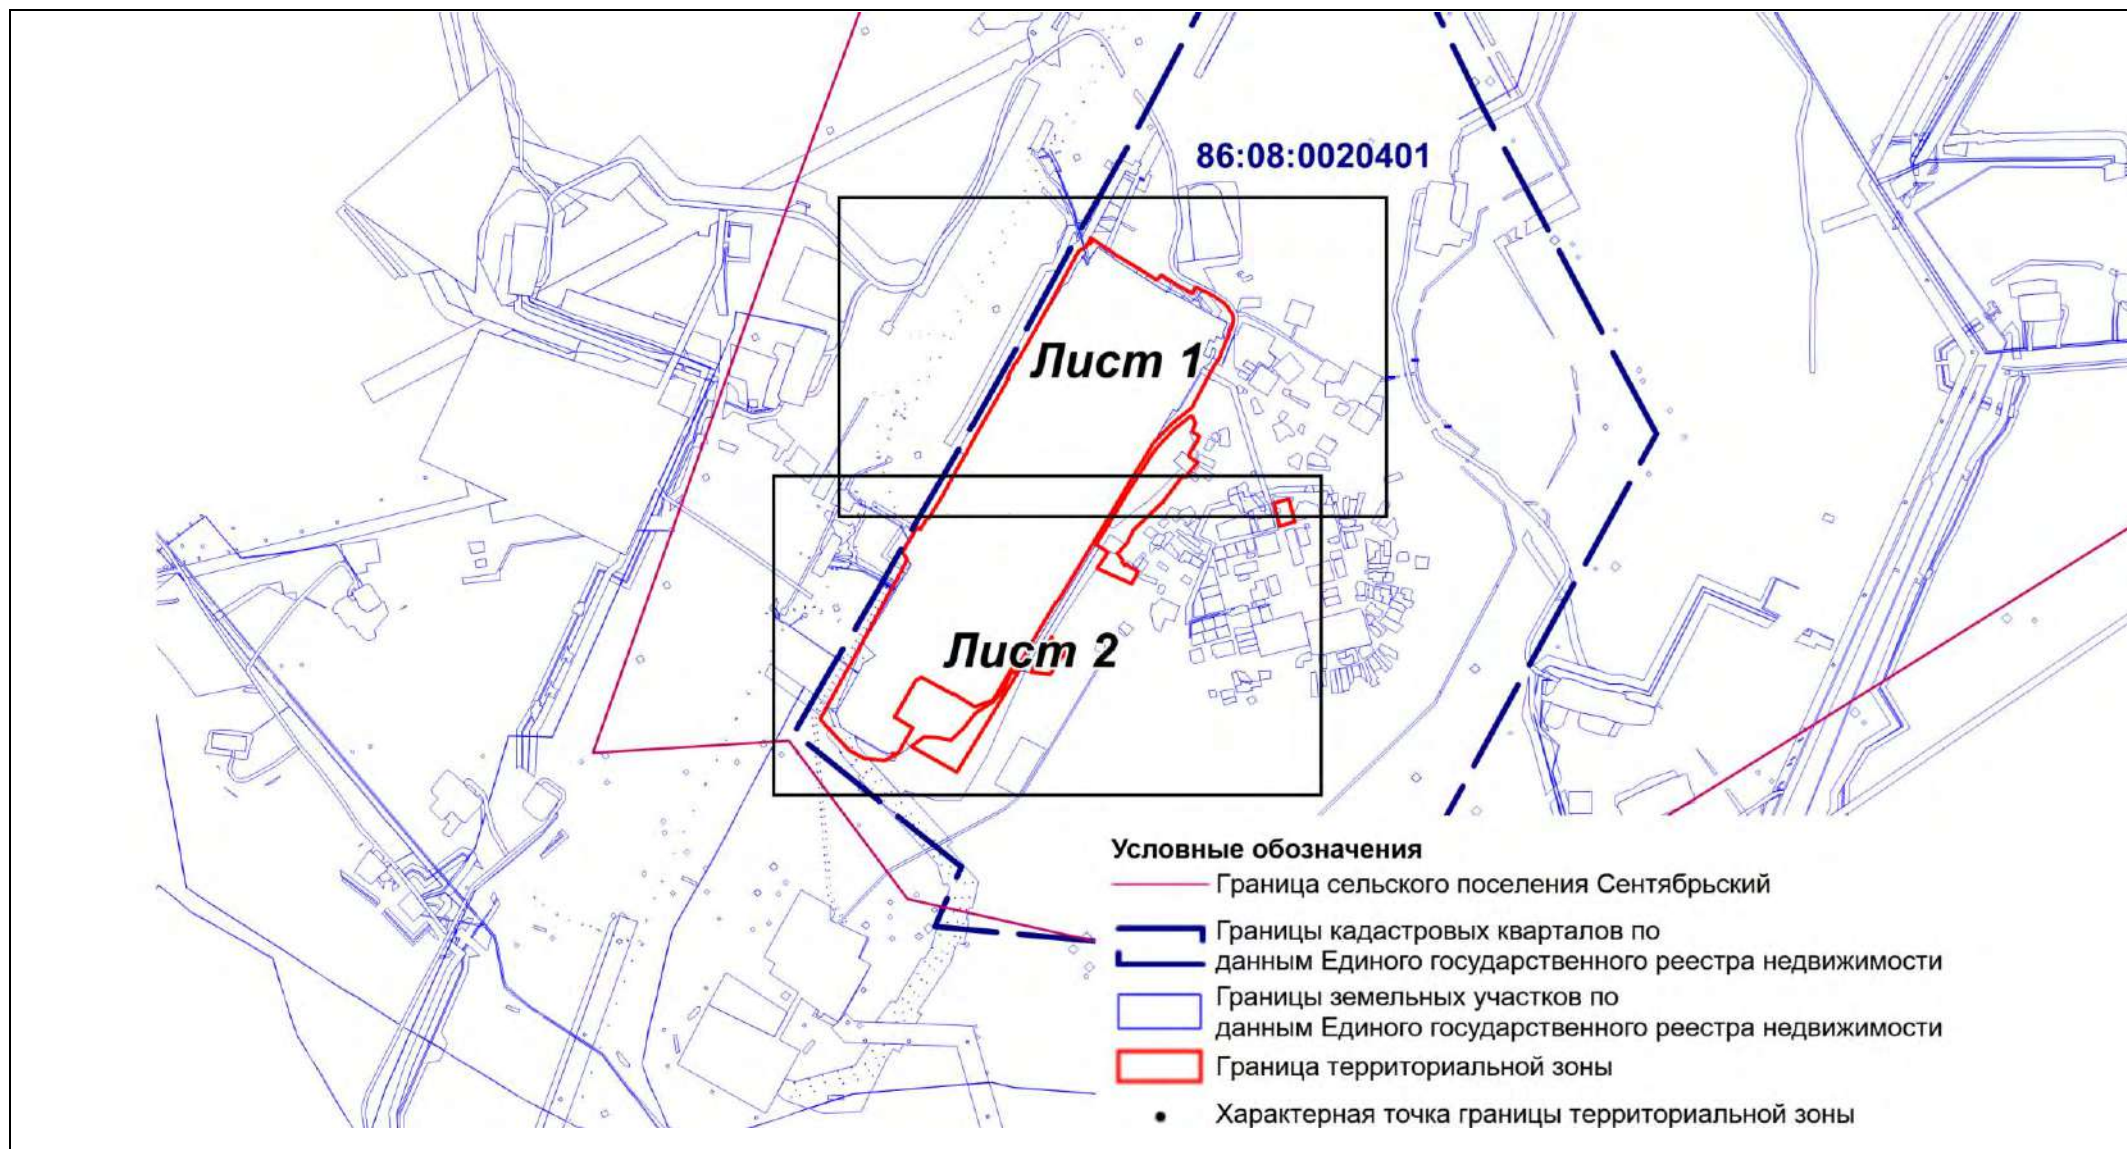 86:08:0020401
Лист 1
Лист 2
Условные обозначения
Граница сельского поселения Сентябрьский
Границы кадастровых кварталов по
данным Единого государственного реестра недвижимости
Границы земельных участков по
данным Единого государственного реестра недвижимости
Граница территориальной зоны
Характерная точка границы территориальной зоны